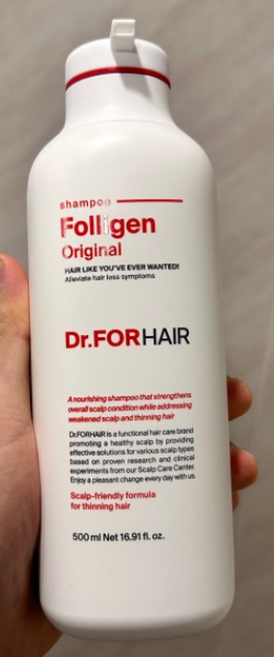 shampoo
Folligen
Original
HAIR LIKE YOU'VE EVER WANTED!
Alleviate hair loss symptoms
Dr.FORHAIR
A nourishing shampoo that strengthens
overall scalp condition while addressing
weakened scalp and thinning hair
Dr.FORHAIR is a functional hair care brand
promoting a healthy scalp by providing
effective solutions for various scalp types
based on proven research and clinical
experiments from our Scalp Care Center.
Enjoy a pleasant change every day with us.
Scalp-friendly formula
for thinning hair
500 ml Net 16.91 fl. oz.